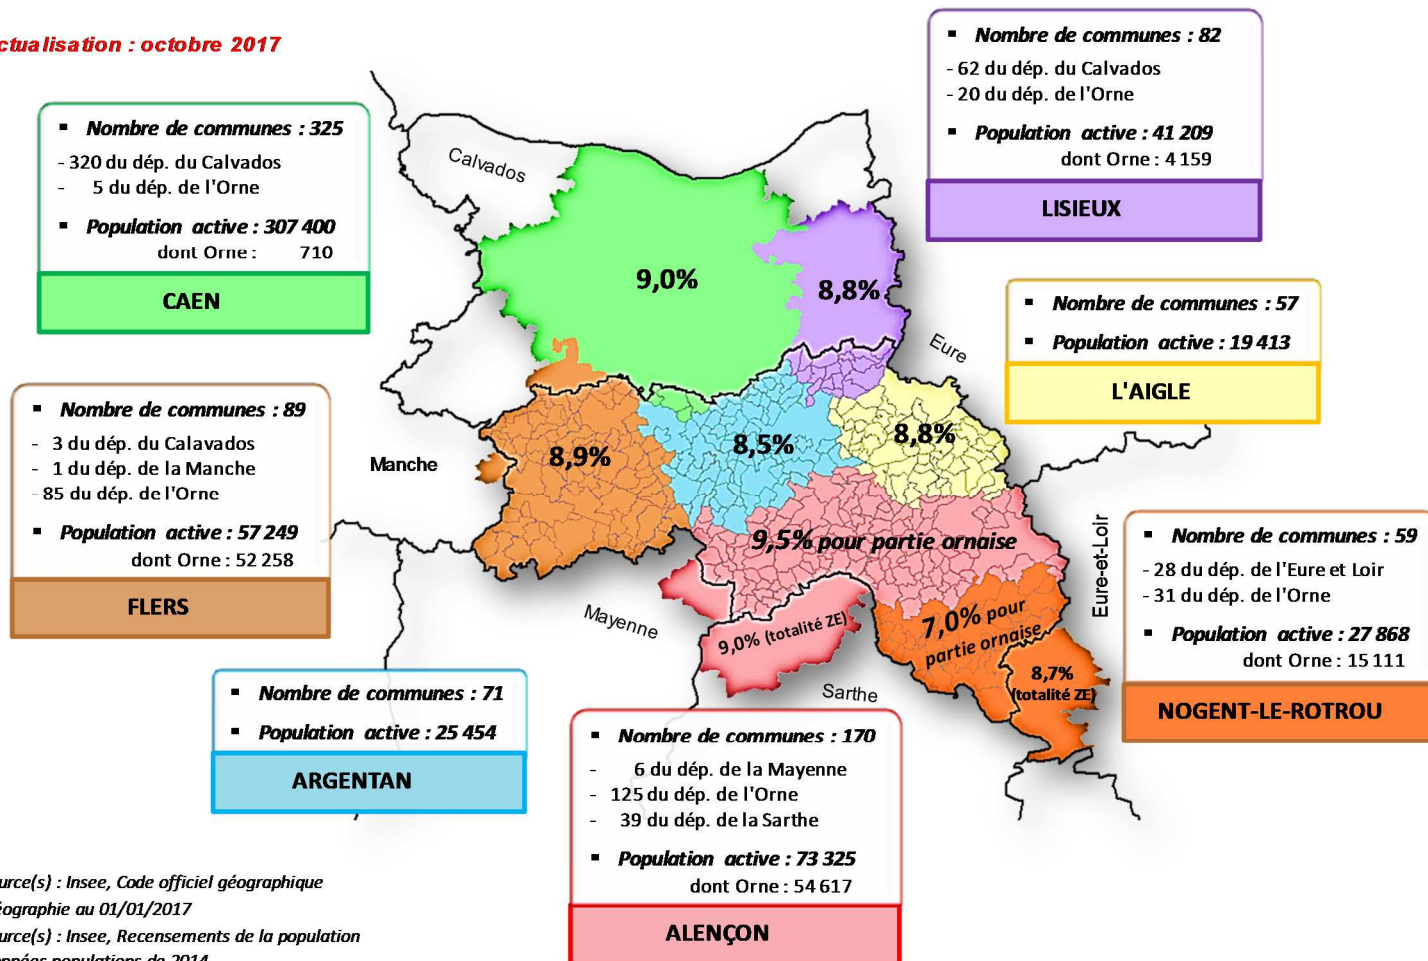 ctualisation : octobre 2017
▪ Nombre de communes : 82
- 62 du dép. du Calvados
- 20 du dép. de l'Orne
▪ Population active : 41 209
dont Orne : 4 159
LISIEUX
▪ Nombre de communes : 325
- 320 du dép. du Calvados
- 5 du dép. de l'Orne
▪ Population active : 307 400
dont Orne : 710
CAEN
Calvados
9,0%
8,8%
Eure
▪ Nombre de communes : 57
▪ Population active : 19 413
L'AIGLE
▪ Nombre de communes : 89
- 3 du dép. du Calavados
- 1 du dép. de la Manche
- 85 du dép. de l'Orne
▪ Population active : 57 249
dont Orne : 52 258
FLERS
Manche
8,9%
8,5%
8,8%
9,5% pour partie ornaise
Mayenne
9,0% (totalité ZE)
7,0% pour
partie ornaise
8,7%
(totalité ZE)
Sarthe
Eure-et-Loir
▪ Nombre de communes : 59
- 28 du dép. de l'Eure et Loir
- 31 du dép. de l'Orne
▪ Population active : 27 868
dont Orne : 15 111
NOGENT-LE-ROTROU
▪ Nombre de communes : 71
▪ Population active : 25 454
ARGENTAN
▪ Nombre de communes : 170
- 6 du dép. de la Mayenne
- 125 du dép. de l'Orne
- 39 du dép. de la Sarthe
▪ Population active : 73 325
dont Orne : 54 617
ALENÇON
urce(s) : Insee, Code officiel géographique
éographie au 01/01/2017
urce(s) : Insee, Recensements de la population
onnées populations de 2014